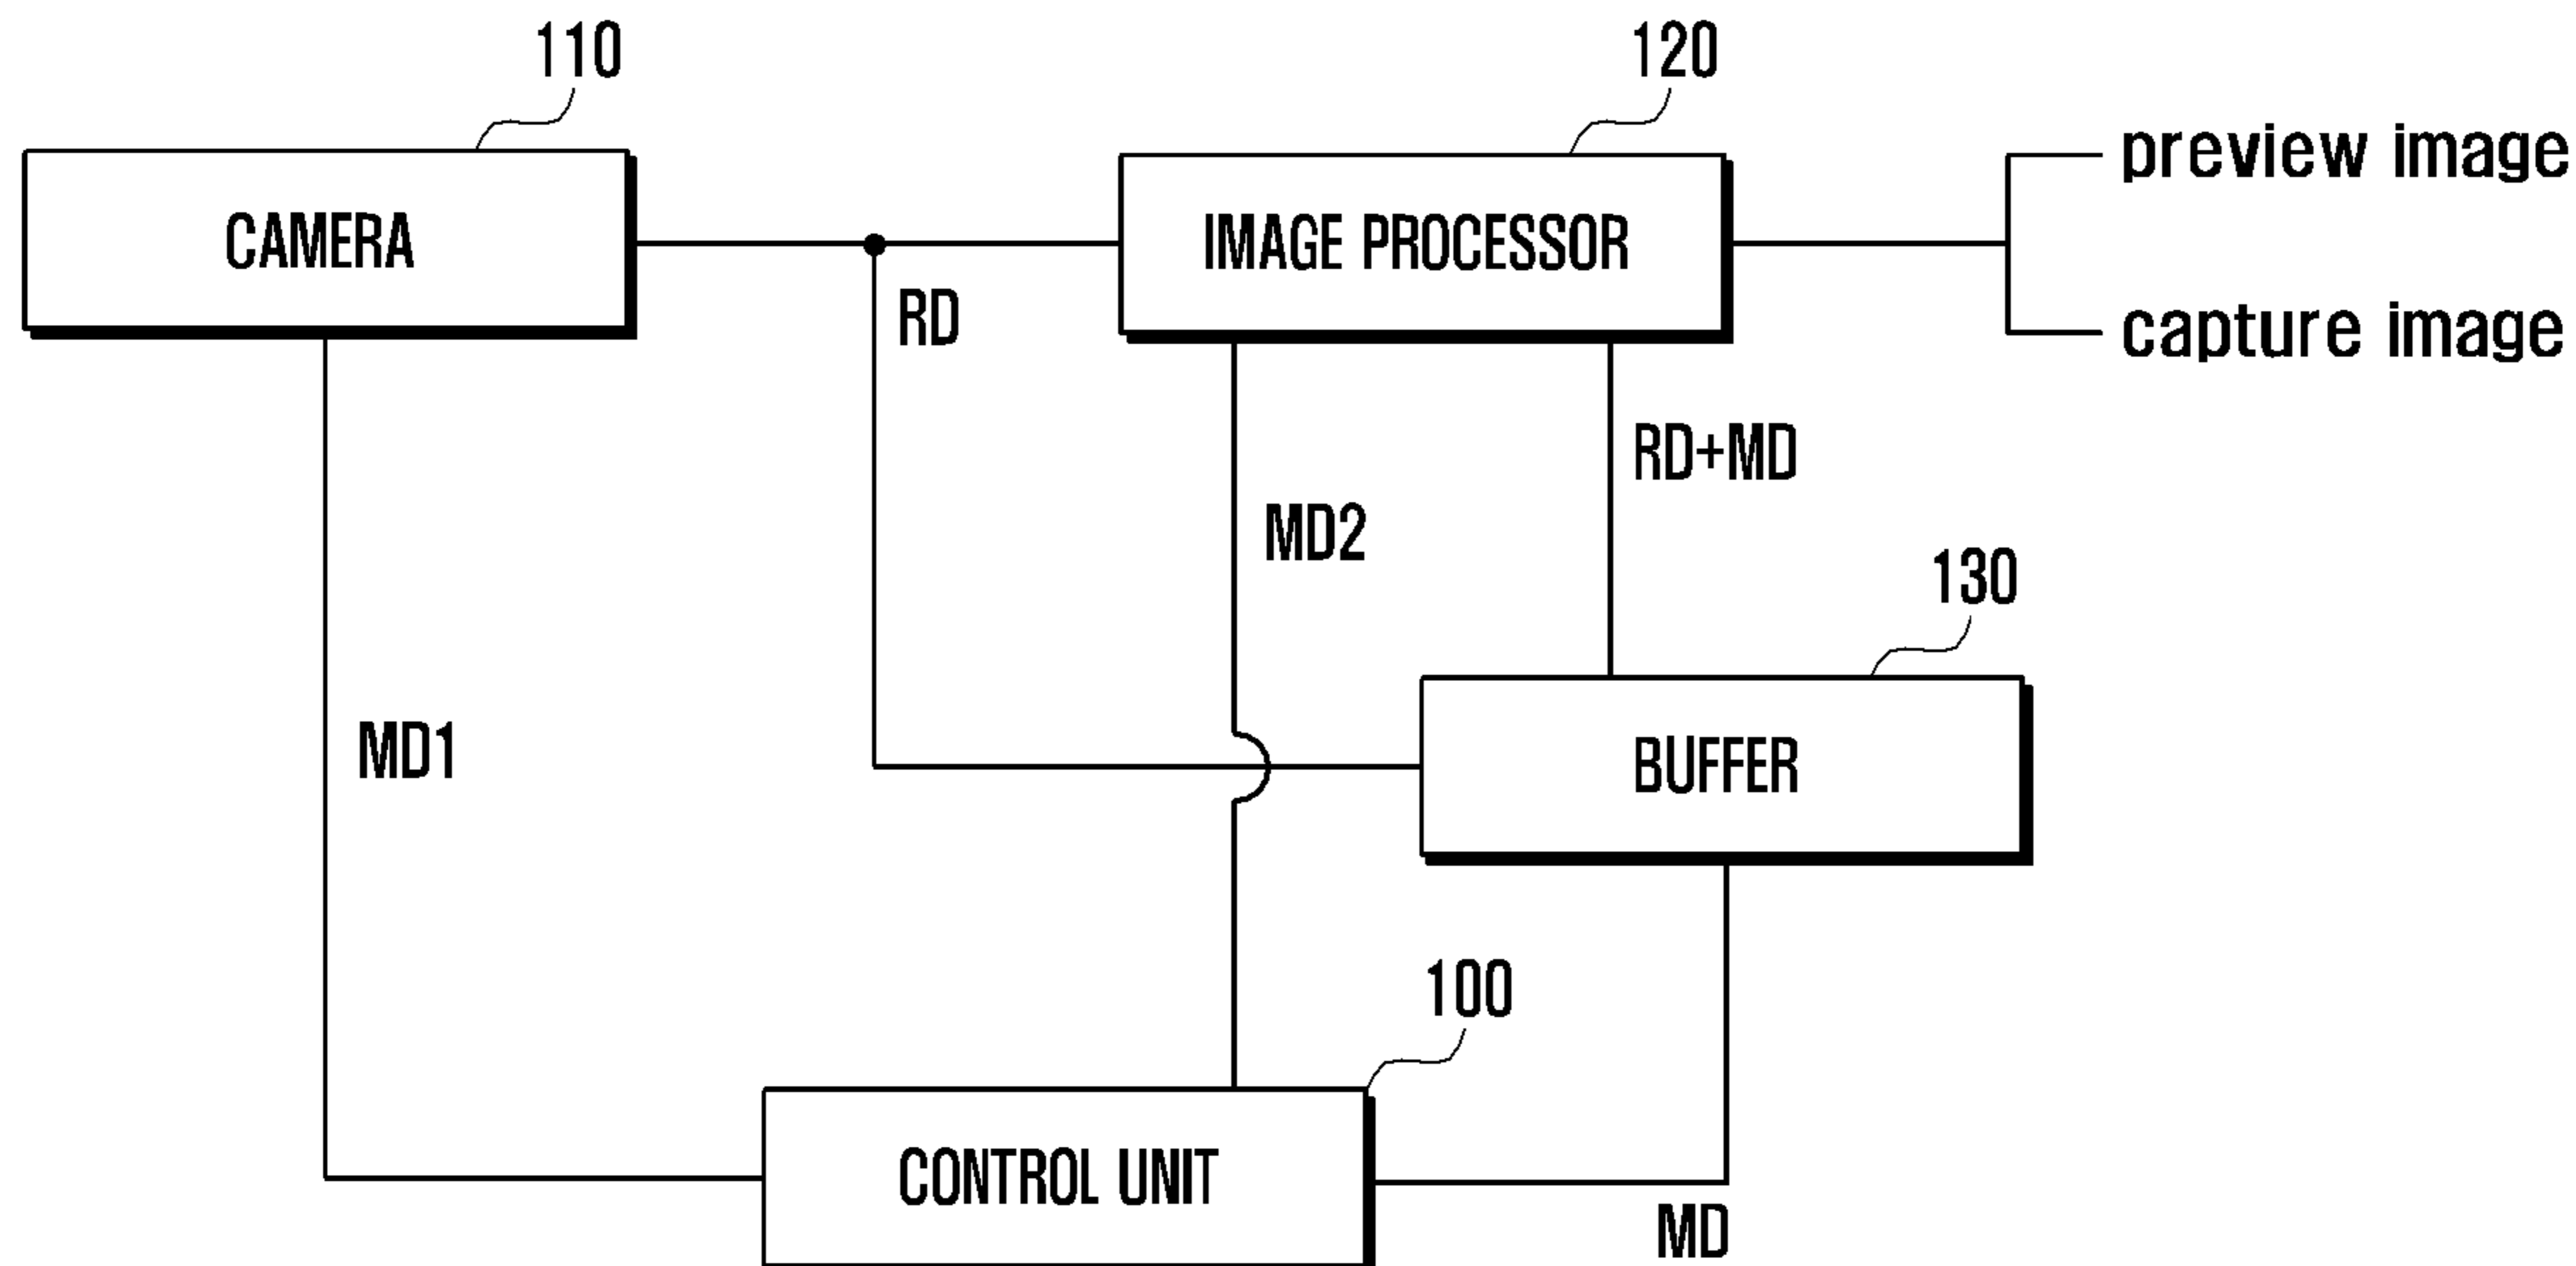 110
120
preview image
CAMERA
IMAGE PROCESSOR
RD
capture image
RD+MD
MD2
130
MD1
BUFFER
100
CONTROL UNIT
MD